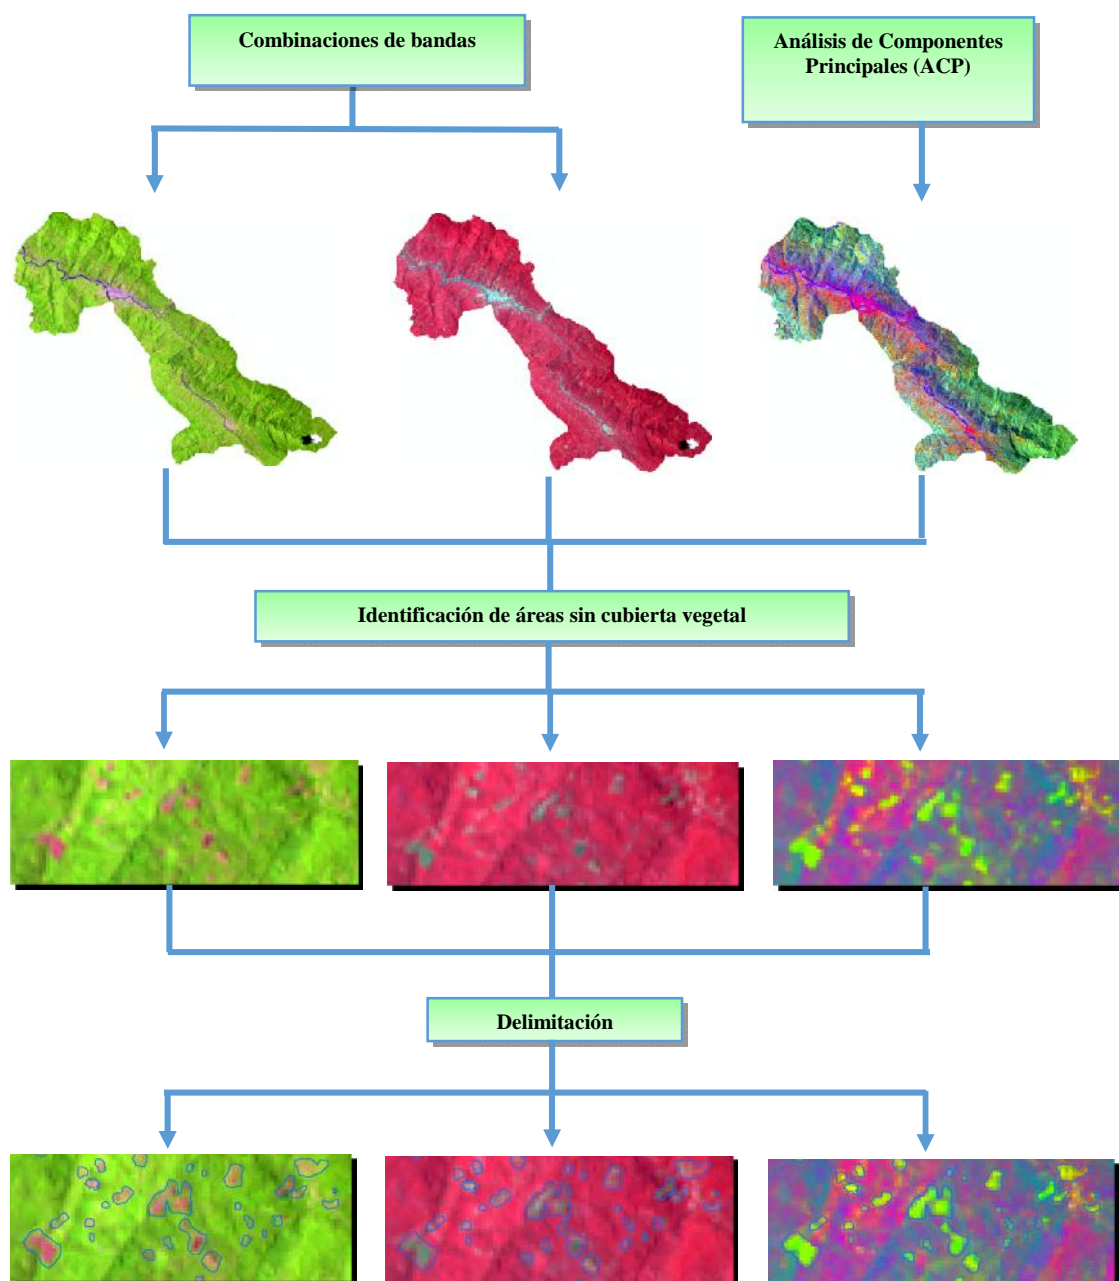 Combinaciones de bandas
Análisis de Componentes
Principales (ACP)
Identificación de áreas sin cubierta vegetal
Delimitación